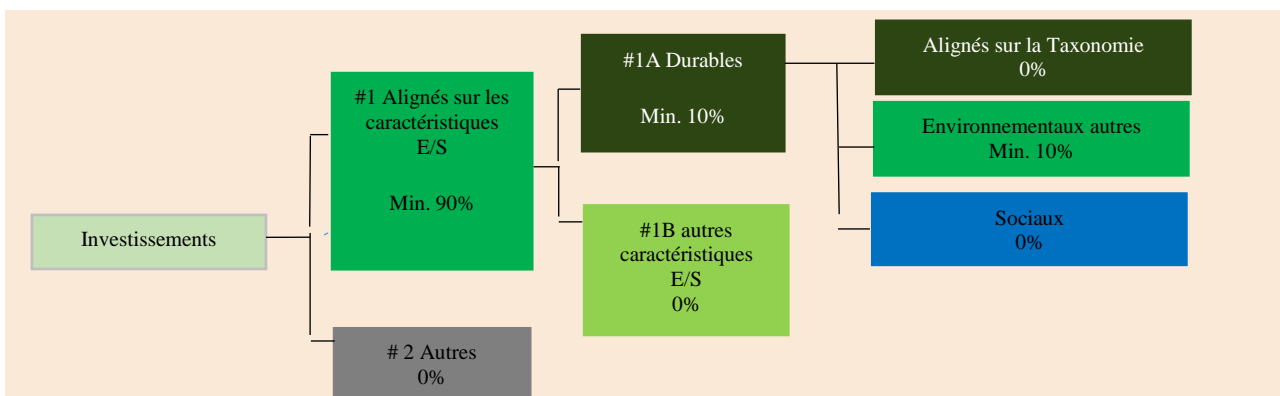 Investissements
#1 Alignés sur les
caractéristiques
E/S
Min. 90%
# 2 Autres
0%
#1A Durables
Min. 10%
#1B autres
caractéristiques
E/S
0%
Alignés sur la Taxonomie
0%
Environnementaux autres
Min. 10%
Sociaux
0%